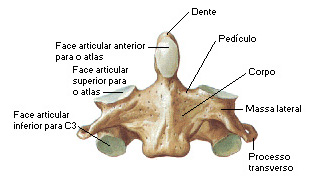 Dente
Face articular anterior
para o atlas
Pedículo
Face articular
superior para
o atlas
Corpo
Massa lateral
Face articular
inferior para C3
Processo
transverso